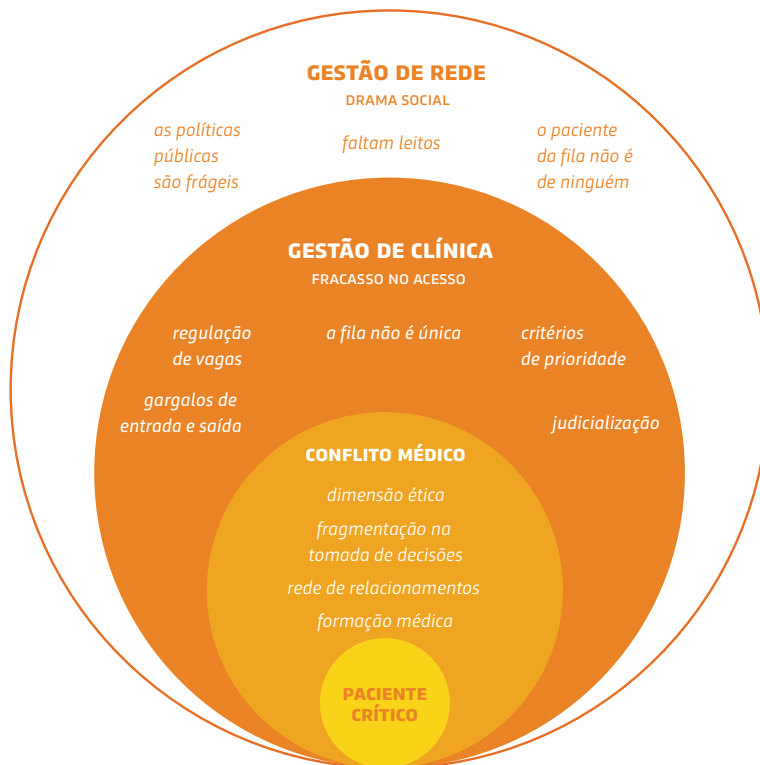 GESTÃO DE REDE
DRAMA SOCIAL
as políticas
públicas
são frágeis
faltam leitos
o paciente
da fila não é
de ninguém
GESTÃO DE CLÍNICA
FRACASSO NO ACESSO
regulação
de vagas
a fila não é única
critérios
de prioridade
gargalos de
entrada e saída
judicialização
CONFLITO MÉDICO
dimensão ética
fragmentação na
tomada de decisões
rede de relacionamentos
formação médica
PACIENTE
CRÍTICO